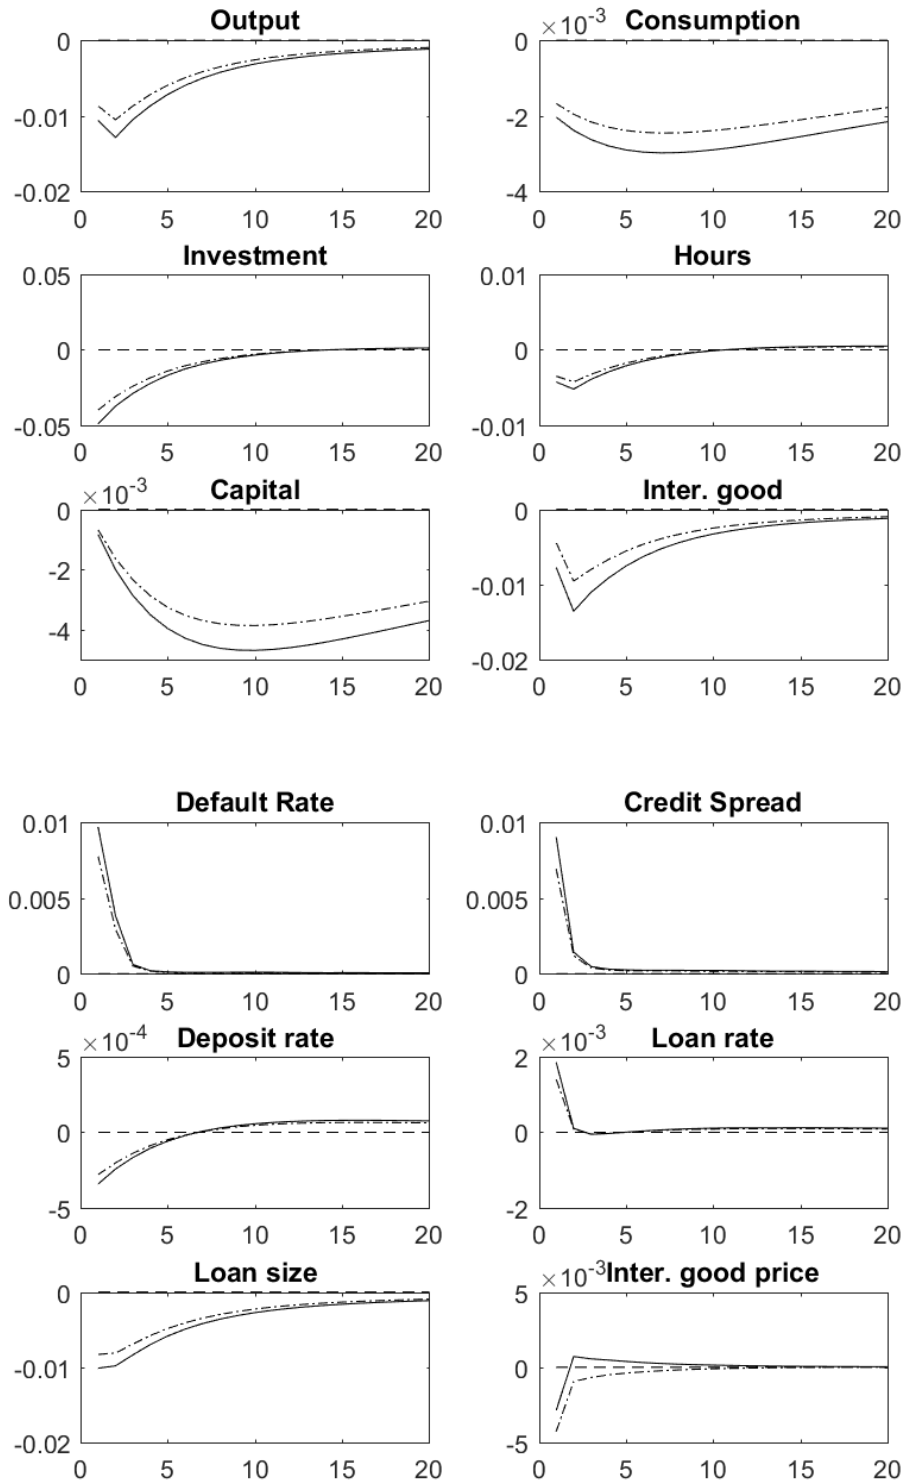 Output
0
-0.01
-0.02
0 5 10 15 20
Consumption
×10-3
0
-2
-4
0 5 10 15 20
Investment
0.05
0
-0.05
0 5 10 15 20
Hours
0.01
0
-0.01
0 5 10 15 20
Capital
×10-3
0
-2
-4
0 5 10 15 20
Inter. good
0
-0.01
-0.02
0 5 10 15 20
Default Rate
0.01
0.005
0
0 5 10 15 20
Credit Spread
0.01
0.005
0
0 5 10 15 20
Deposit rate
×10-4
5
0
-5
0 5 10 15 20
Loan rate
×10-3
2
0
-2
0 5 10 15 20
Loan size
0
-0.01
-0.02
0 5 10 15 20
Inter. good price
×10-3
5
0
-5
0 5 10 15 20